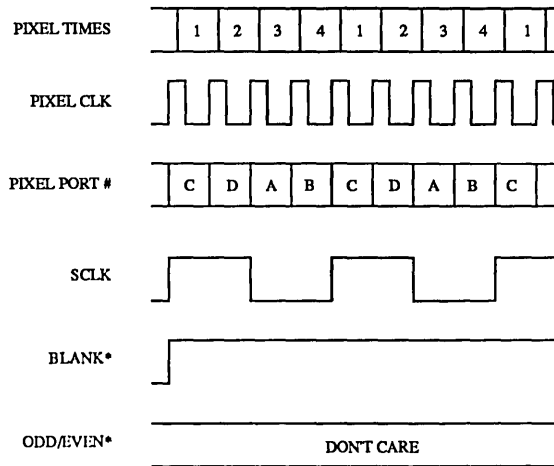 PIXEL TIMES 1 2 3 4 1 2 3 4 1
PIXEL CLK
PIXEL PORT # C D A B C D A B C
SCLK
BLANK*
ODD/EVEN* DON'T CARE